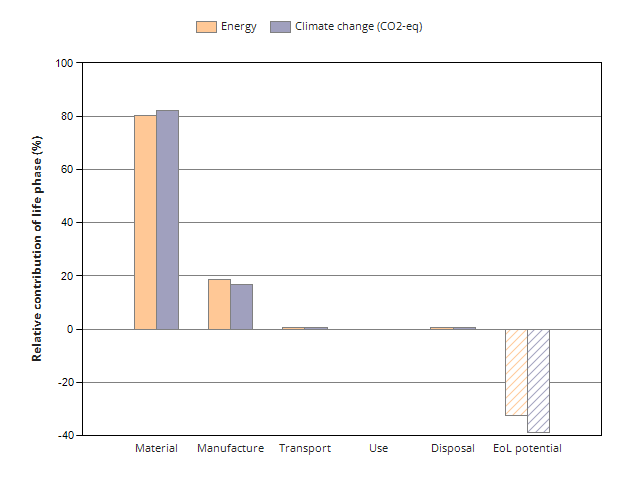 Energy Climate change (CO2-eq)
Relative contribution of life phase (%)
100
80
60
40
20
0
-20
-40
Material Manufacture Transport Use Disposal EoL potential